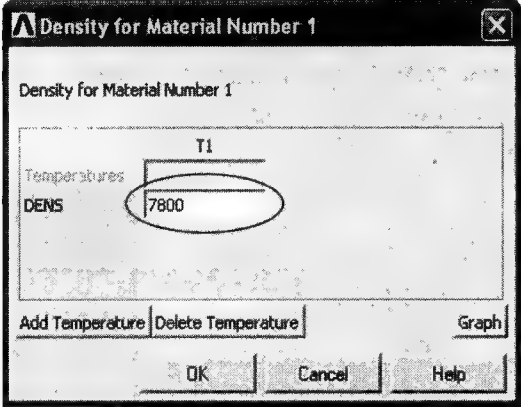 Density for Material Number 1
Density for Material Number 1
T1
Temperatures
DENS 7800
Add Temperature Delete Temperature Graph
OK Cancel Help